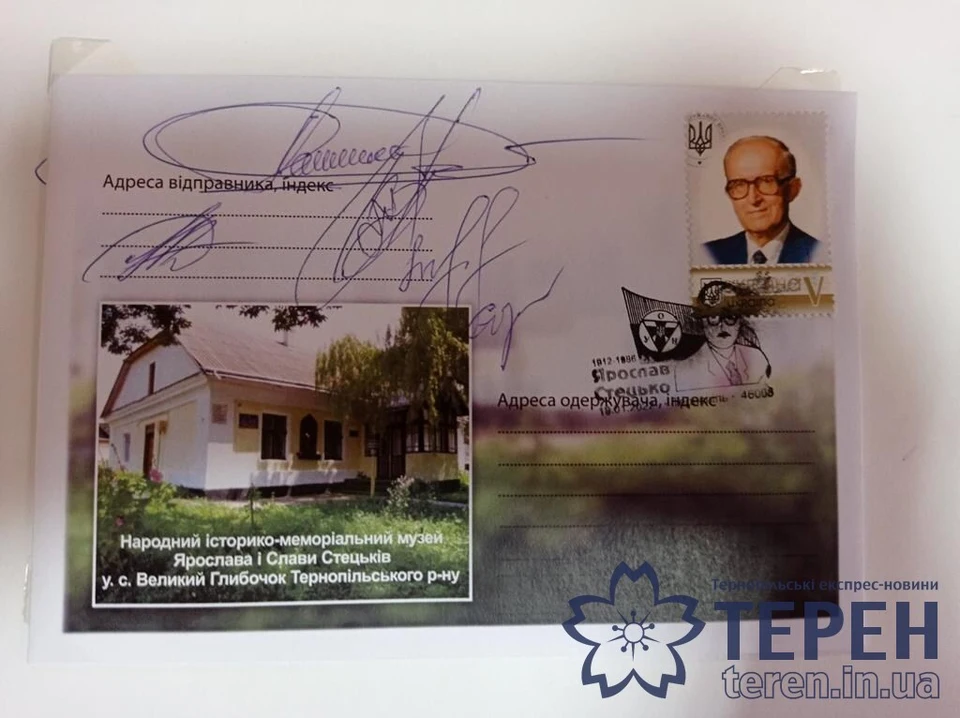 Адреса відправника, індекс
V
1912-1986
Ярослав
Стецько
46008
Адреса одержувача, індекс
Народний історико-меморіальний музей
Ярослава і Слави Стецьків
у. с. Великий Глибочок Тернопільського р-ну
Тернопільські експрес-новини
ТЕРЕН
teren.in.ua